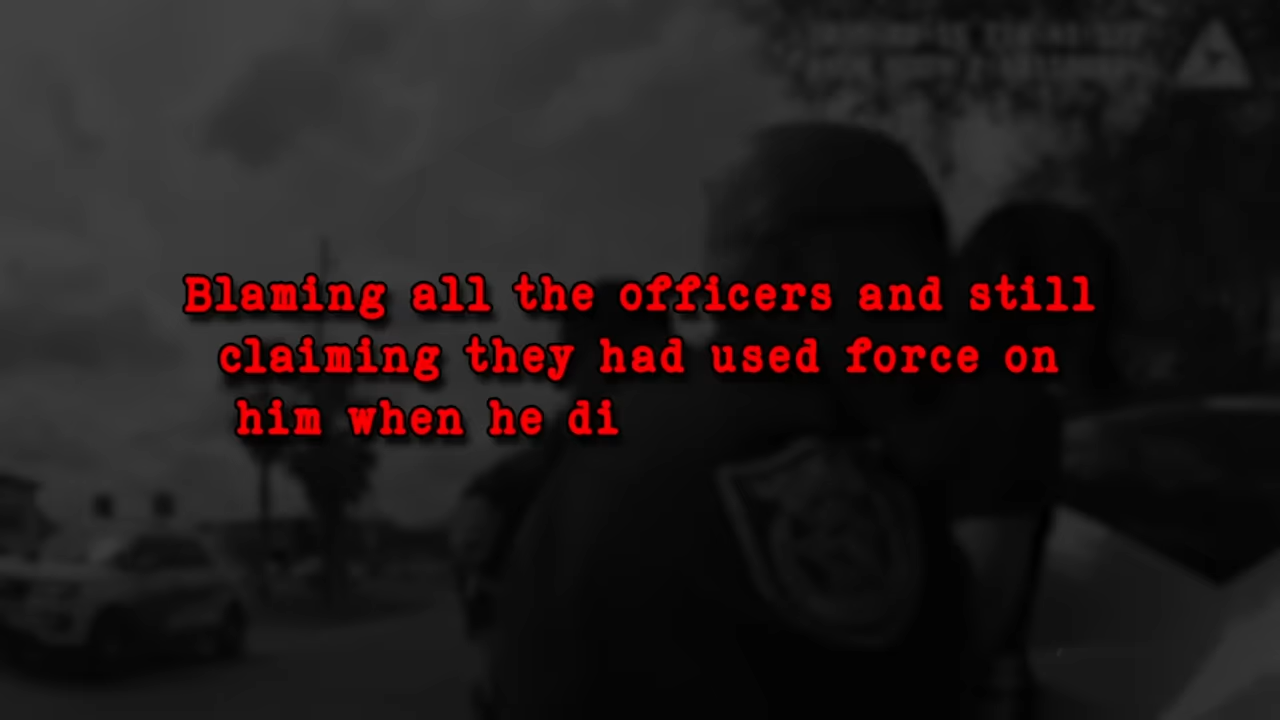 Blaming all the officers and still
claiming they had used force on
him when he di